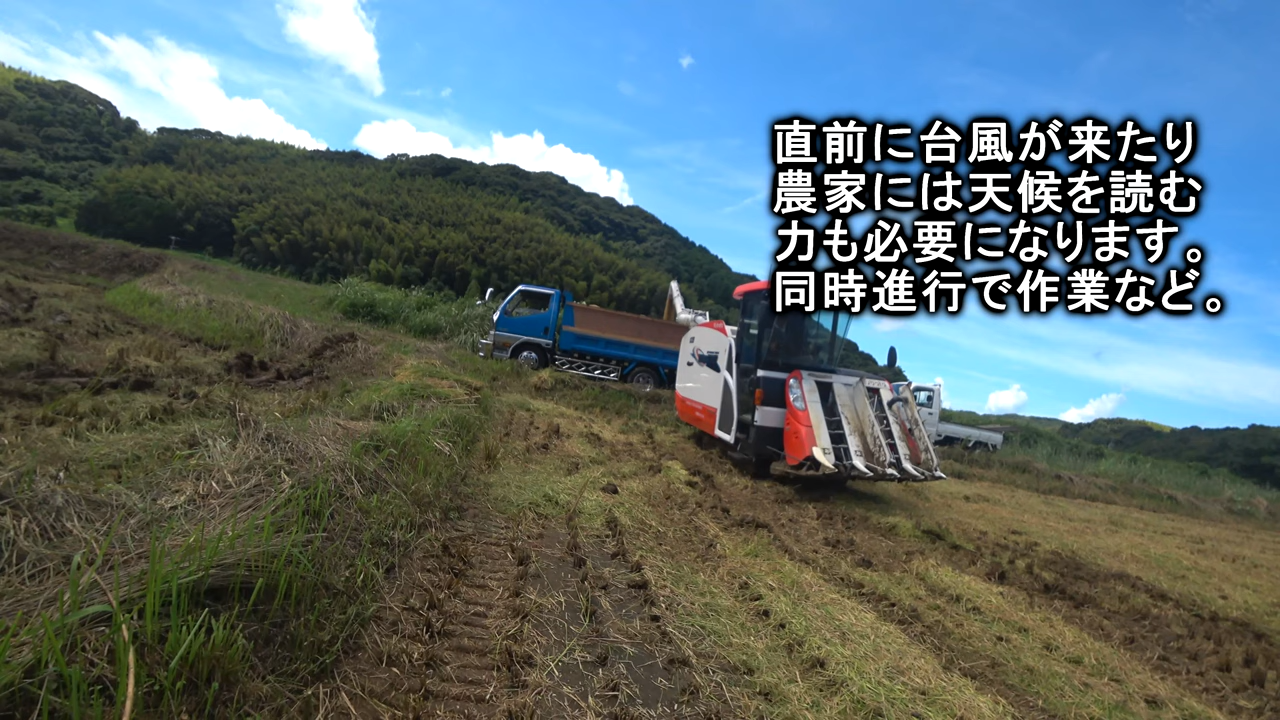 直前に台風が来たり
農家には天候を読む
力も必要になります。
同時進行で作業など。